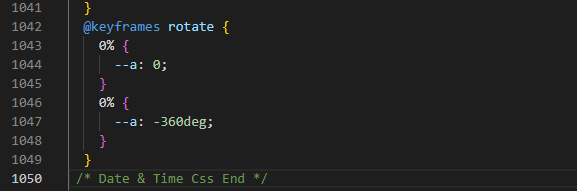 1041 }
1042 @keyframes rotate {
1043 0% {
1044 --a: 0;
1045 }
1046 0% {
1047 --a: -360deg;
1048 }
1049 }
1050 /* Date & Time Css End */